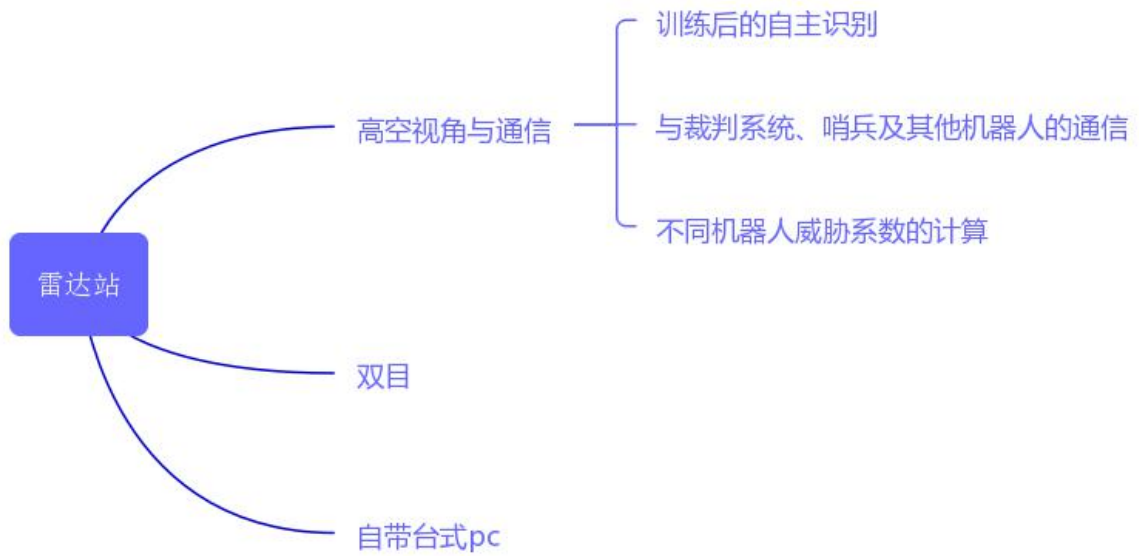 雷达站
高空视角与通信
训练后的自主识别
与裁判系统、哨兵及其他机器人的通信
不同机器人威胁系数的计算
双目
自带台式pc